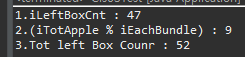 1.iLeftBoxCnt : 47
2.(iTotApple % iEachBundle) : 9
3.Tot left Box Counr : 52